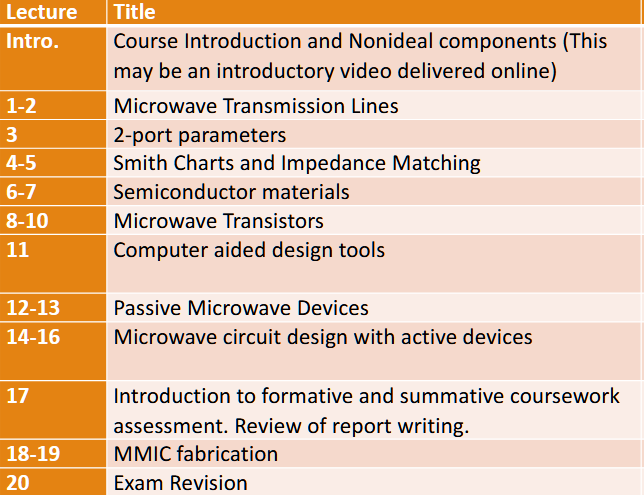 Lecture Title
Intro. Course Introduction and Nonideal components (This
may be an introductory video delivered online)
1-2 Microwave Transmission Lines
3 2-port parameters
4-5 Smith Charts and Impedance Matching
6-7 Semiconductor materials
8-10 Microwave Transistors
11 Computer aided design tools
12-13 Passive Microwave Devices
14-16 Microwave circuit design with active devices
17 Introduction to formative and summative coursework
assessment. Review of report writing.
18-19 MMIC fabrication
20 Exam Revision